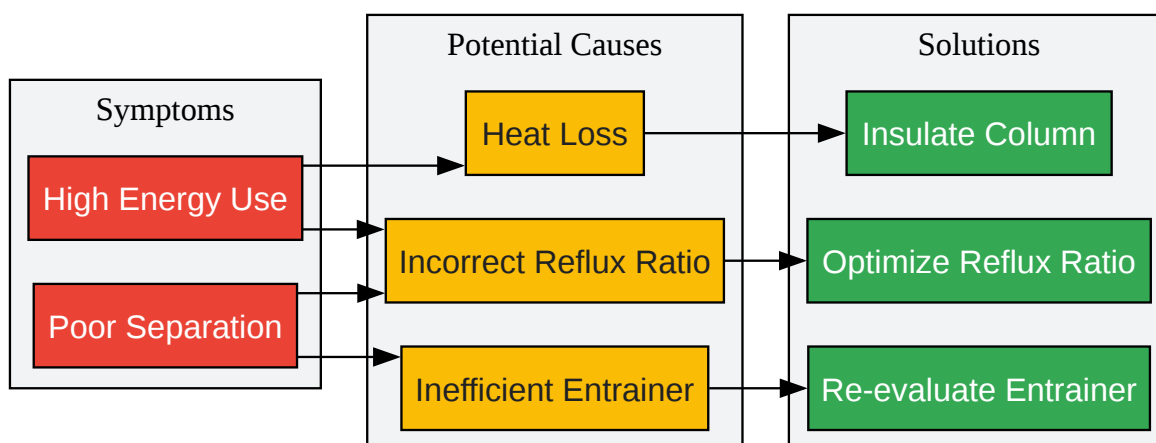 Symptoms
High Energy Use
Poor Separation
Potential Causes
Heat Loss
Incorrect Reflux Ratio
Inefficient Entrainer
Solutions
Insulate Column
Optimize Reflux Ratio
Re-evaluate Entrainer